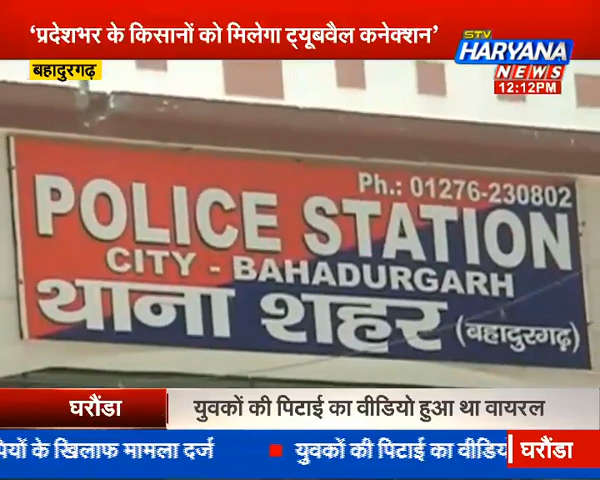 ‘प्रदेशभर के किसानों को मिलेगा ट्यूबवैल कनेक्शन’
STV
HARYANA
NEWS
12:12PM
बहादुरगढ़
Ph.: 01276-230802
POLICE STATION
CITY - BAHADURGARH
थाना शहर (बहादुरगढ़)
घरौंडा युवकों की पिटाई का वीडियो हुआ था वायरल
के खिलाफ मामला दर्ज ■ युवकों की पिटाई का घरौंडा